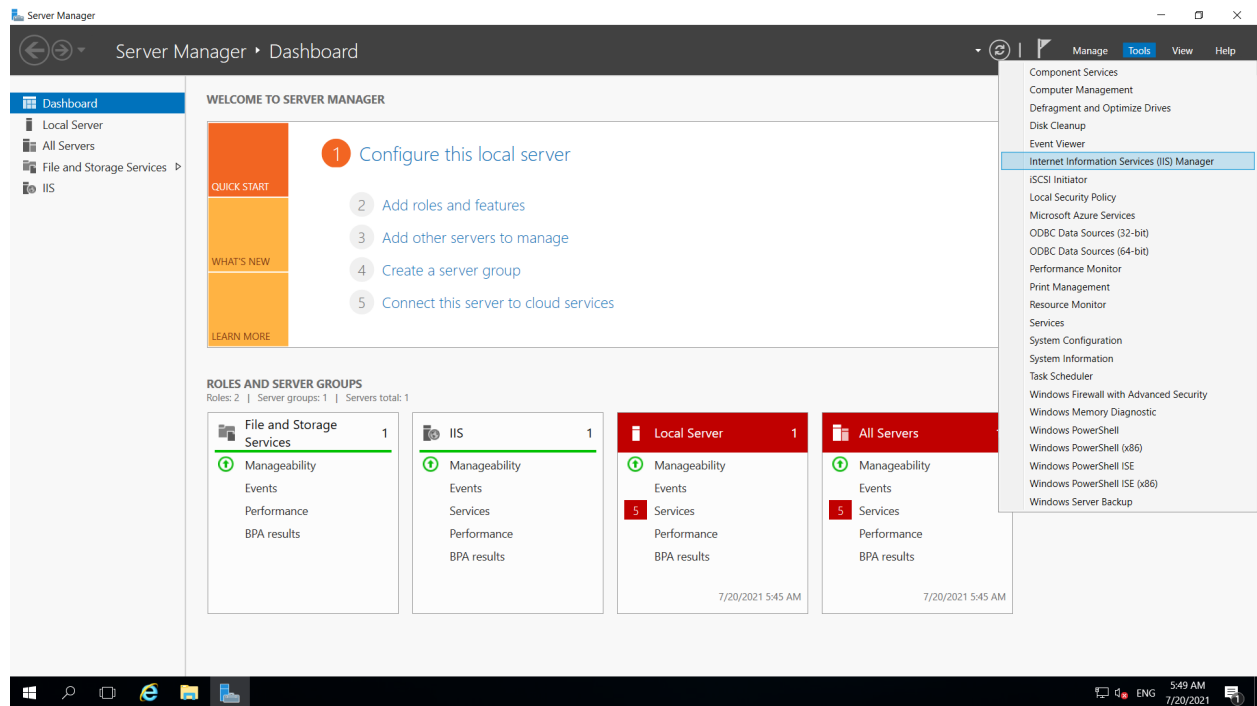 Server Manager
Server Manager • Dashboard
Manage Tools View Help
Component Services
Computer Management
Defragment and Optimize Drives
Disk Cleanup
Event Viewer
Internet Information Services (IIS) Manager
iSCSI Initiator
Local Security Policy
Microsoft Azure Services
ODBC Data Sources (32-bit)
ODBC Data Sources (64-bit)
Performance Monitor
Print Management
Resource Monitor
Services
System Configuration
System Information
Task Scheduler
Windows Firewall with Advanced Security
Windows Memory Diagnostic
Windows PowerShell
Windows PowerShell (x86)
Windows PowerShell ISE
Windows PowerShell ISE (x86)
Windows Server Backup
Dashboard
Local Server
All Servers
File and Storage Services
IIS
WELCOME TO SERVER MANAGER
QUICK START
WHAT'S NEW
LEARN MORE
1 Configure this local server
2 Add roles and features
3 Add other servers to manage
4 Create a server group
5 Connect this server to cloud services
ROLES AND SERVER GROUPS
Roles: 2 | Server groups: 1 | Servers total: 1
File and Storage
Services 1
Manageability
Events
Performance
BPA results
IIS 1
Manageability
Events
Services
Performance
BPA results
Local Server 1
Manageability
Events
5 Services
Performance
BPA results
7/20/2021 5:45 AM
All Servers
Manageability
Events
5 Services
Performance
BPA results
7/20/2021 5:45 AM
ENG
5:49 AM
7/20/2021
1